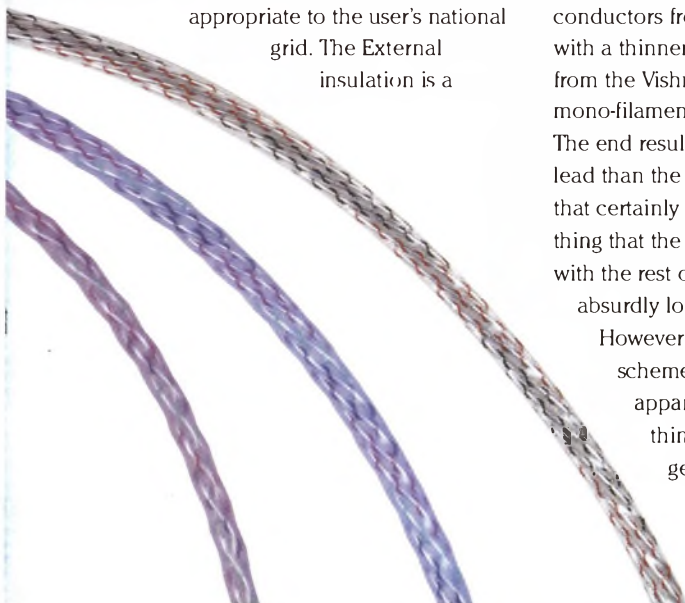 appropriate to the user's national
grid. The External
insulation is a
conductors fr
with a thinner
from the Vish
mono-filamen
The end resul
lead than the
that certainly
thing that the
with the rest o
absurdly lo
However
scheme
appar
thin
ge